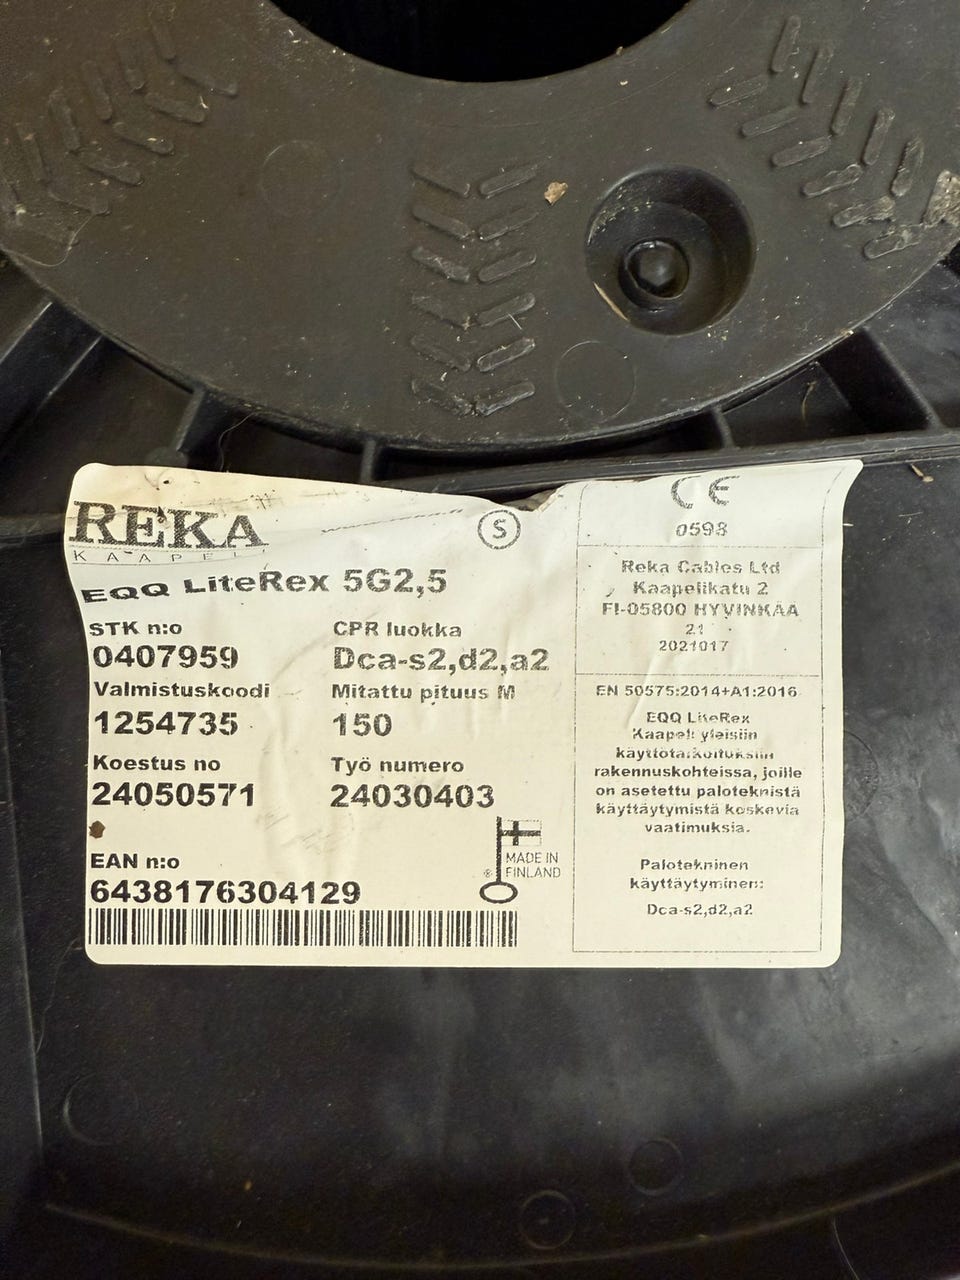 REKA
KAAPELI
S
EQQ LiteRex 5G2,5
STK n:o
0407959
CPR luokka
Dca-s2,d2,a2
Valmistuskoodi
1254735
Mitattu pituus M
150
Koestus no
24050571
Työ numero
24030403
EAN n:o
6438176304129
MADE IN
FINLAND
®
CE
0598
Reka Cables Ltd
Kaapelikatu 2
FI-05800 HYVINKÄÄ
21
2021017
EN 50575:2014+A1:2016
EQQ LiteRex
Kaapeli yleisiin
käyttötarkoituksiin
rakennuskohteissa, joille
on asetettu paloteknistä
käyttäytymistä koskevia
vaatimuksia.
Palotekninen
käyttäytyminen:
Dca-s2,d2,a2